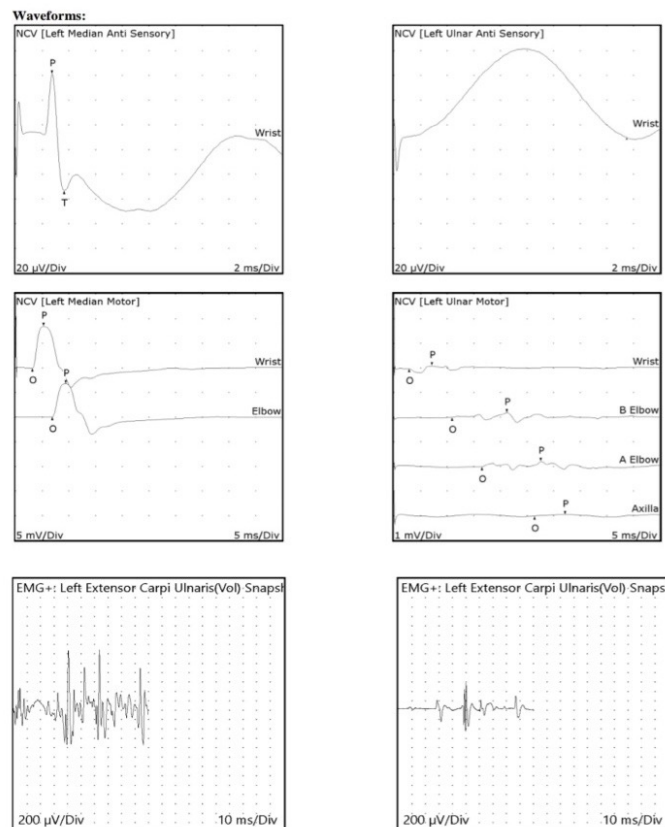 Waveforms:
NCV [Left Median Anti Sensory]
P
Wrist
T
20 µV/Div 2 ms/Div
NCV [Left Ulnar Anti Sensory]
Wrist
20 µV/Div 2 ms/Div
NCV [Left Median Motor]
P
Wrist
O
P
Elbow
O
5 mV/Div 5 ms/Div
NCV [Left Ulnar Motor]
P
Wrist
O
P
B Elbow
O
P
A Elbow
O
P
Axilla
O
1 mV/Div 5 ms/Div
EMG+: Left Extensor Carpi Ulnaris(Vol) Snapsh
200 µV/Div 10 ms/Div
EMG+: Left Extensor Carpi Ulnaris(Vol) Snaps
200 µV/Div 10 ms/Div